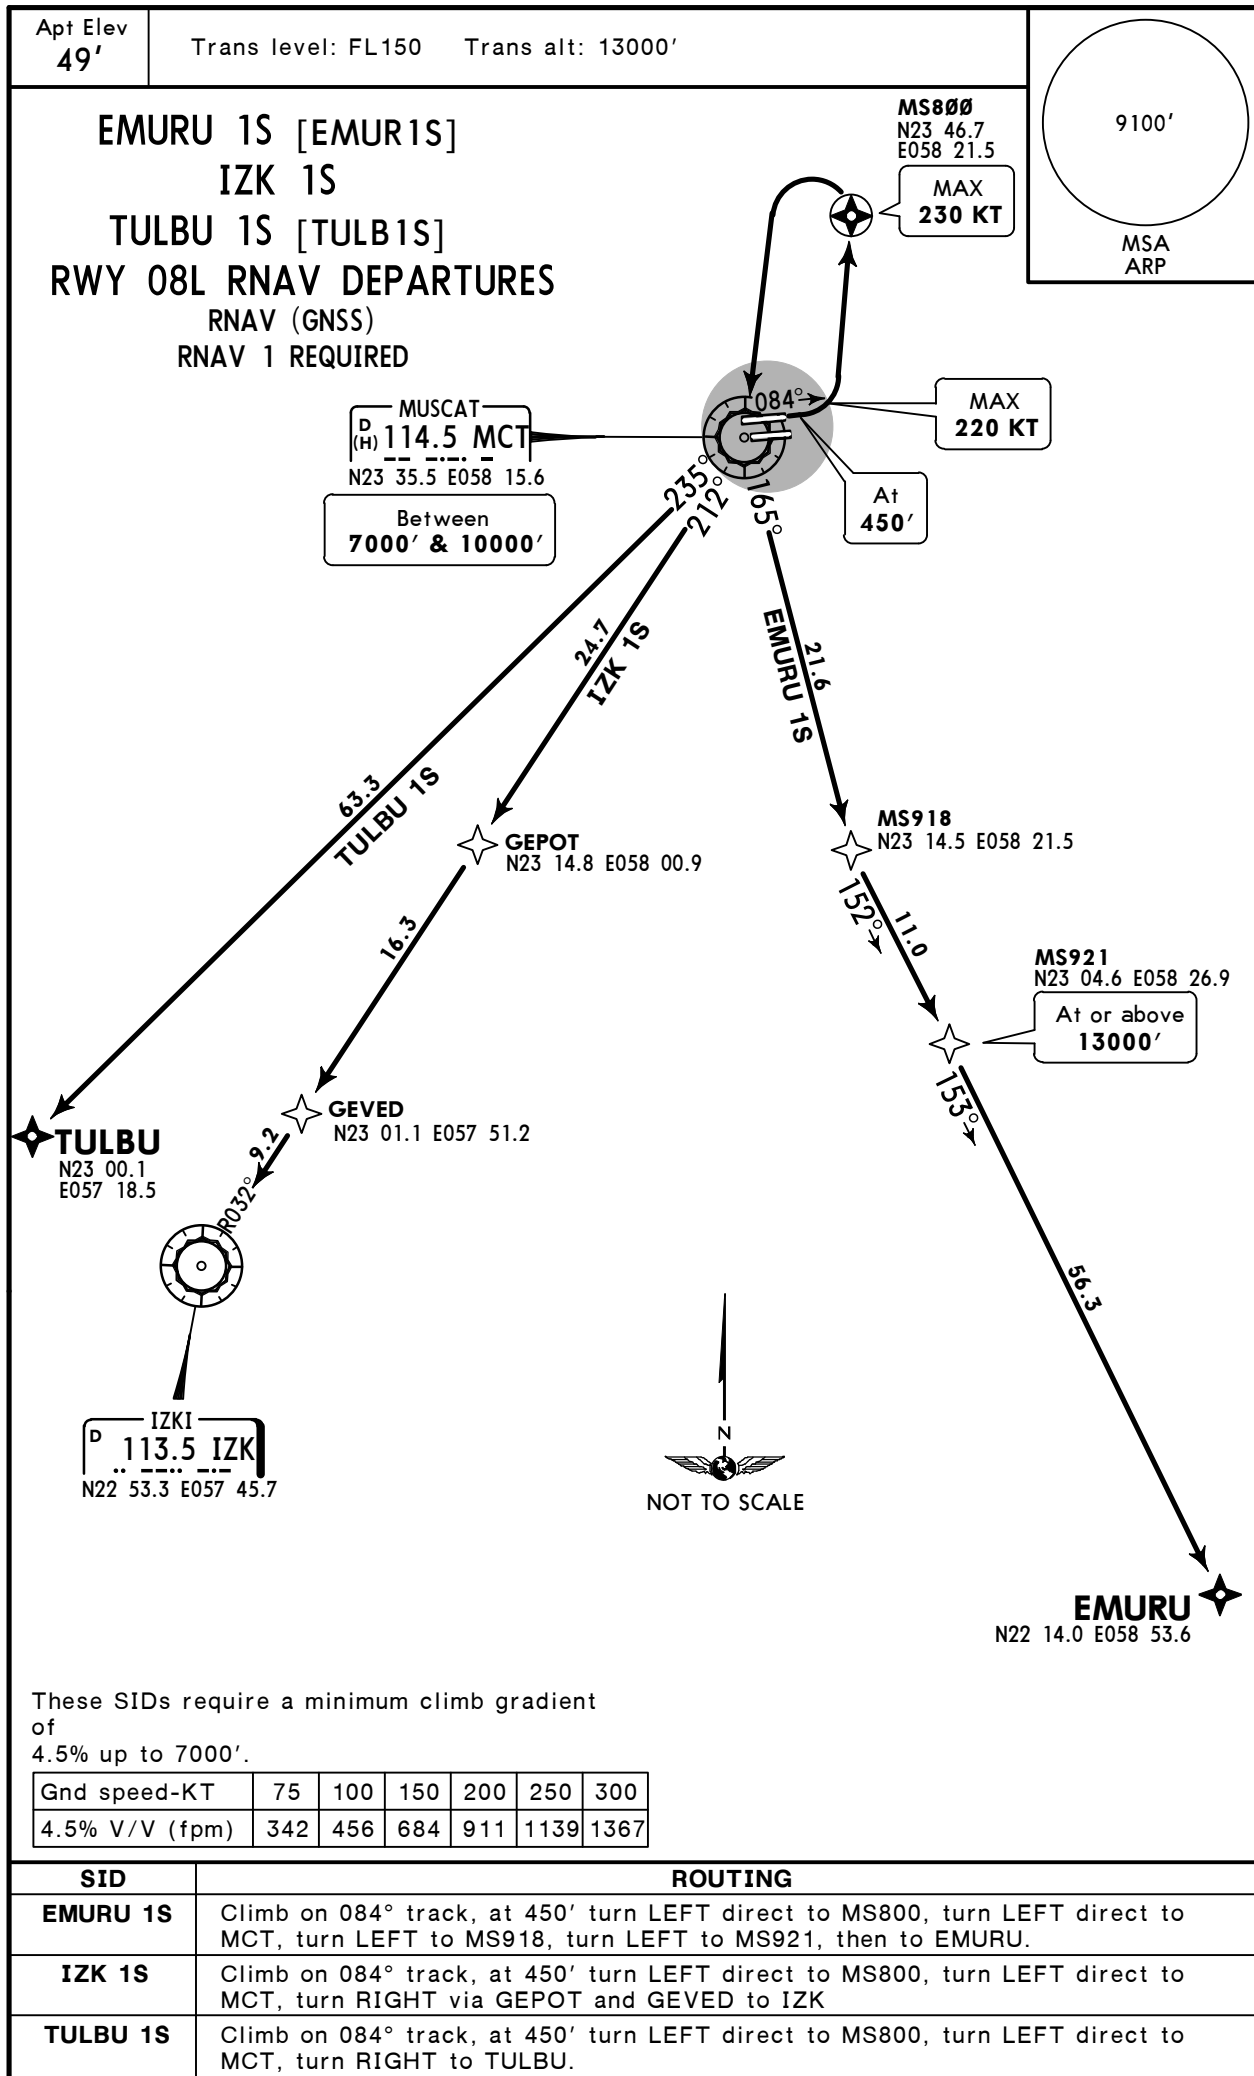 Apt Elev
49'
Trans level: FL150 Trans alt: 13000'
9100'
MSA
ARP
EMURU 1S [EMUR1S]
IZK 1S
TULBU 1S [TULB1S]
RWY 08L RNAV DEPARTURES
RNAV (GNSS)
RNAV 1 REQUIRED
MS8ØØ
N23 46.7
E058 21.5
MAX
230 KT
MUSCAT
D
(H) 114.5 MCT
N23 35.5 E058 15.6
Between
7000' & 10000'
084°
MAX
220 KT
At
450'
235°
212°
165°
24.7
IZK 1S
21.6
EMURU 1S
63.3
TULBU 1S
GEPOT
N23 14.8 E058 00.9
MS918
N23 14.5 E058 21.5
152°
11.0
16.3
MS921
N23 04.6 E058 26.9
At or above
13000'
153°
TULBU
N23 00.1
E057 18.5
GEVED
N23 01.1 E057 51.2
9.2
R032°
56.3
IZKI
D 113.5 IZK
N22 53.3 E057 45.7
N
NOT TO SCALE
EMURU
N22 14.0 E058 53.6
These SIDs require a minimum climb gradient
of
4.5% up to 7000'.
Gnd speed-KT 75 100 150 200 250 300
4.5% V/V (fpm) 342 456 684 911 1139 1367
SID ROUTING
EMURU 1S Climb on 084° track, at 450' turn LEFT direct to MS800, turn LEFT direct to
MCT, turn LEFT to MS918, turn LEFT to MS921, then to EMURU.
IZK 1S Climb on 084° track, at 450' turn LEFT direct to MS800, turn LEFT direct to
MCT, turn RIGHT via GEPOT and GEVED to IZK
TULBU 1S Climb on 084° track, at 450' turn LEFT direct to MS800, turn LEFT direct to
MCT, turn RIGHT to TULBU.